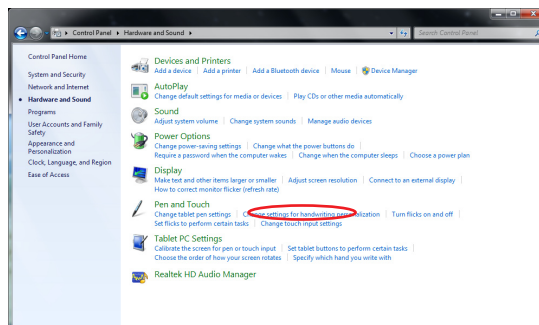 Control Panel ▸ Hardware and Sound ▸
Search Control Panel
Control Panel Home
System and Security
Network and Internet
Hardware and Sound
Programs
User Accounts and Family
Safety
Appearance and
Personalization
Clock, Language, and Region
Ease of Access
Devices and Printers
Add a device | Add a printer | Add a Bluetooth device | Mouse | Device Manager
AutoPlay
Change default settings for media or devices | Play CDs or other media automatically
Sound
Adjust system volume | Change system sounds | Manage audio devices
Power Options
Change power-saving settings | Change what the power buttons do |
Require a password when the computer wakes | Change when the computer sleeps | Choose a power plan
Display
Make text and other items larger or smaller | Adjust screen resolution | Connect to an external display |
How to correct monitor flicker (refresh rate)
Pen and Touch
Change tablet pen settings | Change settings for handwriting personalization | Turn flicks on and off |
Set flicks to perform certain tasks | Change touch input settings
Tablet PC Settings
Calibrate the screen for pen or touch input | Set tablet buttons to perform certain tasks |
Choose the order of how your screen rotates | Specify which hand you write with
Realtek HD Audio Manager